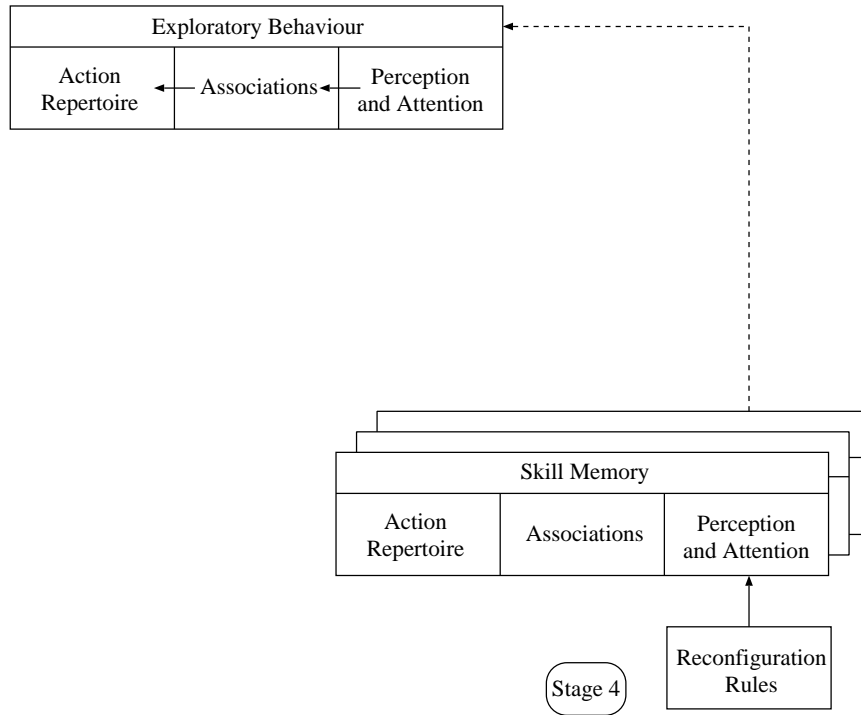 Exploratory Behaviour
Action
Repertoire
Associations
Perception
and Attention
Skill Memory
Action
Repertoire
Associations
Perception
and Attention
Reconfiguration
Rules
Stage 4